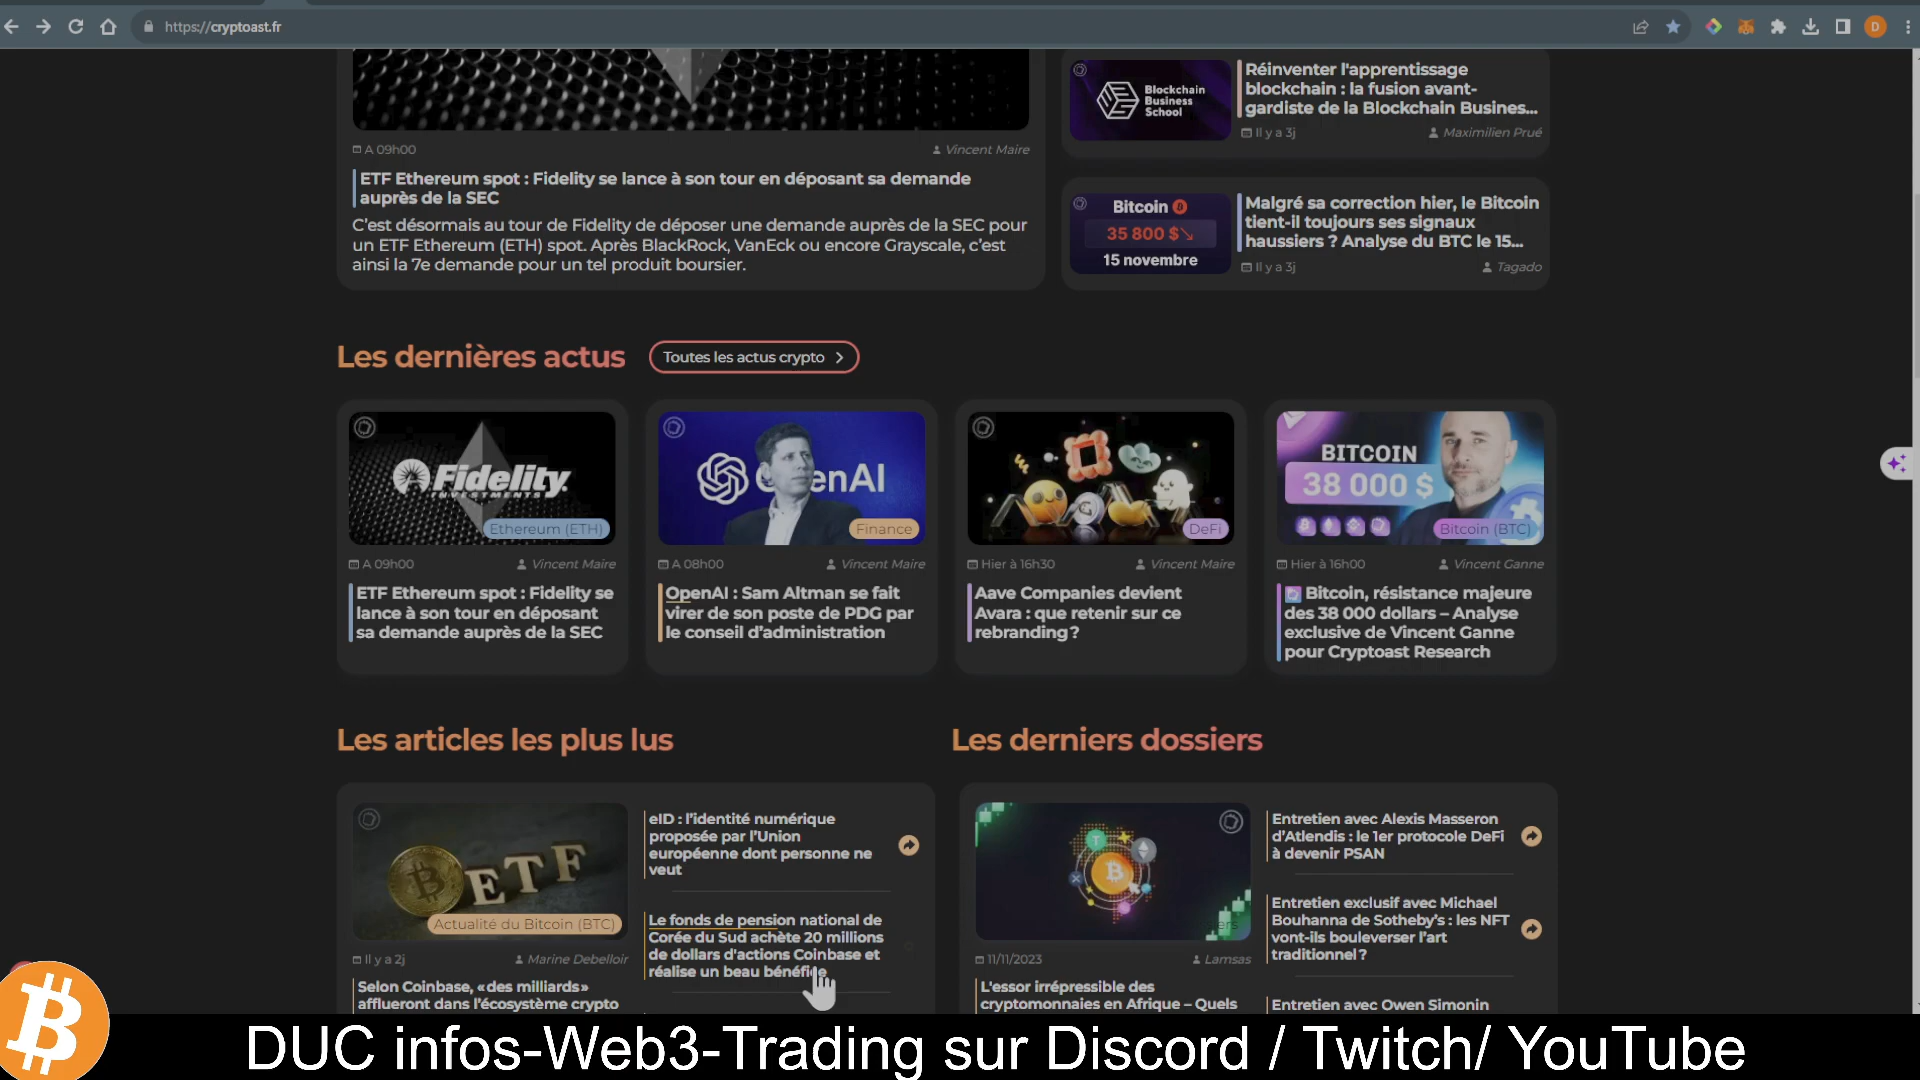 https://cryptoast.fr
D
A 09h00
Vincent Maire
ETF Ethereum spot : Fidelity se lance à son tour en déposant sa demande
auprès de la SEC
C'est désormais au tour de Fidelity de déposer une demande auprès de la SEC pour
un ETF Ethereum (ETH) spot. Après BlackRock, VanEck ou encore Grayscale, c'est
ainsi la 7e demande pour un tel produit boursier.
Blockchain
Business
School
Réinventer l'apprentissage
blockchain : la fusion avant-
gardiste de la Blockchain Busines...
Il y a 3j
Maximilien Prué
Bitcoin
35 800 $
15 novembre
Malgré sa correction hier, le Bitcoin
tient-il toujours ses signaux
haussiers ? Analyse du BTC le 15...
Il y a 3j
Tagado
Les dernières actus
Toutes les actus crypto
Fidelity
INVESTMENTS
Ethereum (ETH)
A 09h00
Vincent Maire
ETF Ethereum spot : Fidelity se
lance à son tour en déposant
sa demande auprès de la SEC
OpenAI
Finance
A 08h00
Vincent Maire
OpenAI : Sam Altman se fait
virer de son poste de PDG par
le conseil d'administration
DeFi
Hier à 16h30
Vincent Maire
Aave Companies devient
Avara : que retenir sur ce
rebranding ?
BITCOIN
38 000 $
Bitcoin (BTC)
Hier à 16h00
Vincent Ganne
Bitcoin, résistance majeure
des 38 000 dollars – Analyse
exclusive de Vincent Ganne
pour Cryptoast Research
Les articles les plus lus
ETF
Actualité du Bitcoin (BTC)
Il y a 2j
Marine Debelloir
Selon Coinbase, « des milliards »
afflueront dans l'écosystème crypto
eID : l'identité numérique
proposée par l'Union
européenne dont personne ne
veut
Le fonds de pension national de
Corée du Sud achète 20 millions
de dollars d'actions Coinbase et
réalise un beau bénéfice
Les derniers dossiers
11/11/2023
Lamsas
L'essor irrépressible des
cryptomonnaies en Afrique – Quels
Entretien avec Alexis Masseron
d'Atlendis : le 1er protocole DeFi
à devenir PSAN
Entretien exclusif avec Michael
Bouhanna de Sotheby's : les NFT
vont-ils bouleverser l'art
traditionnel ?
Entretien avec Owen Simonin
DUC infos-Web3-Trading sur Discord / Twitch/ YouTube